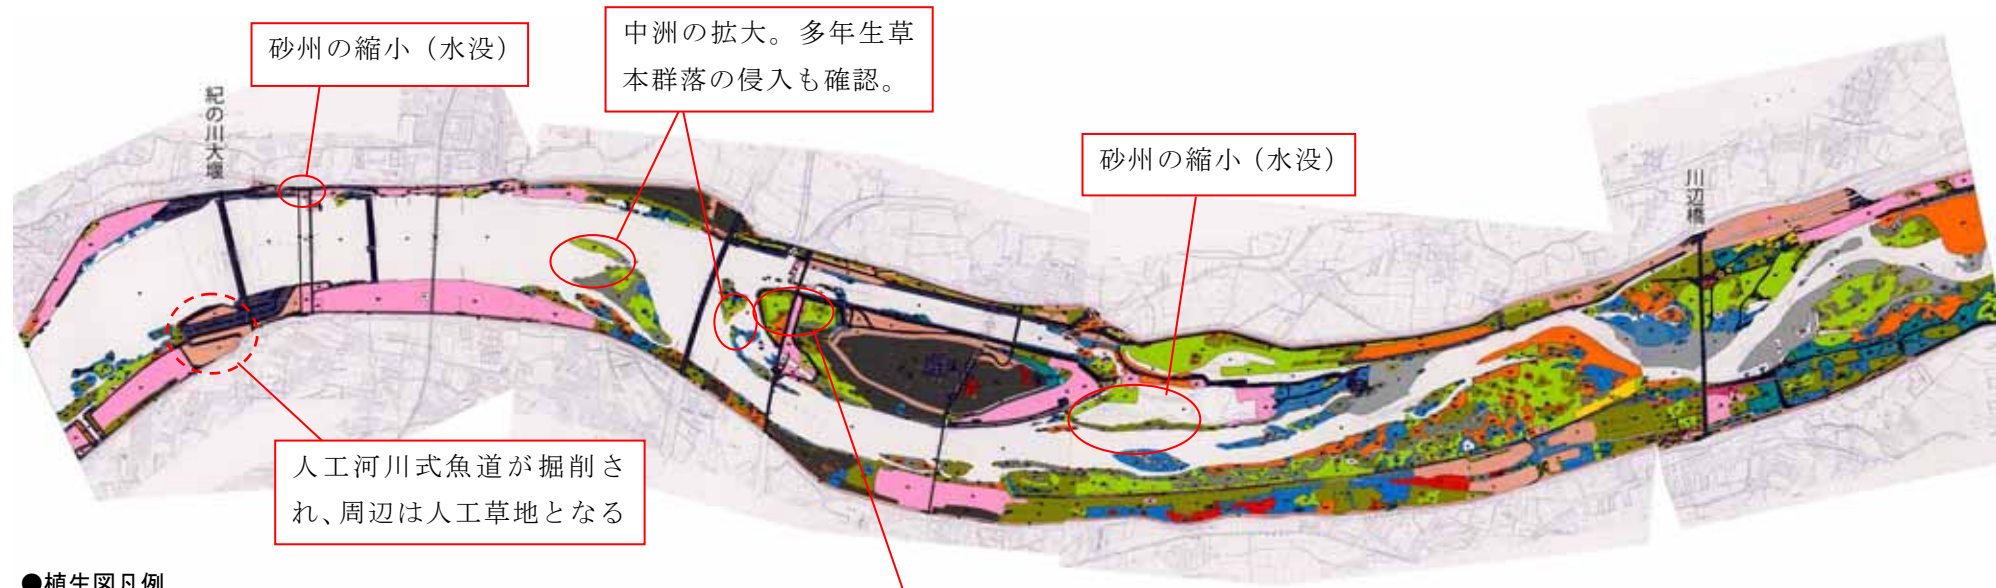 砂州の縮小（水没）
中洲の拡大。多年生草
本群落の侵入も確認。
紀の川大堰
砂州の縮小（水没）
川辺橋
人工河川式魚道が掘削さ
れ、周辺は人工草地となる
●植生図凡例